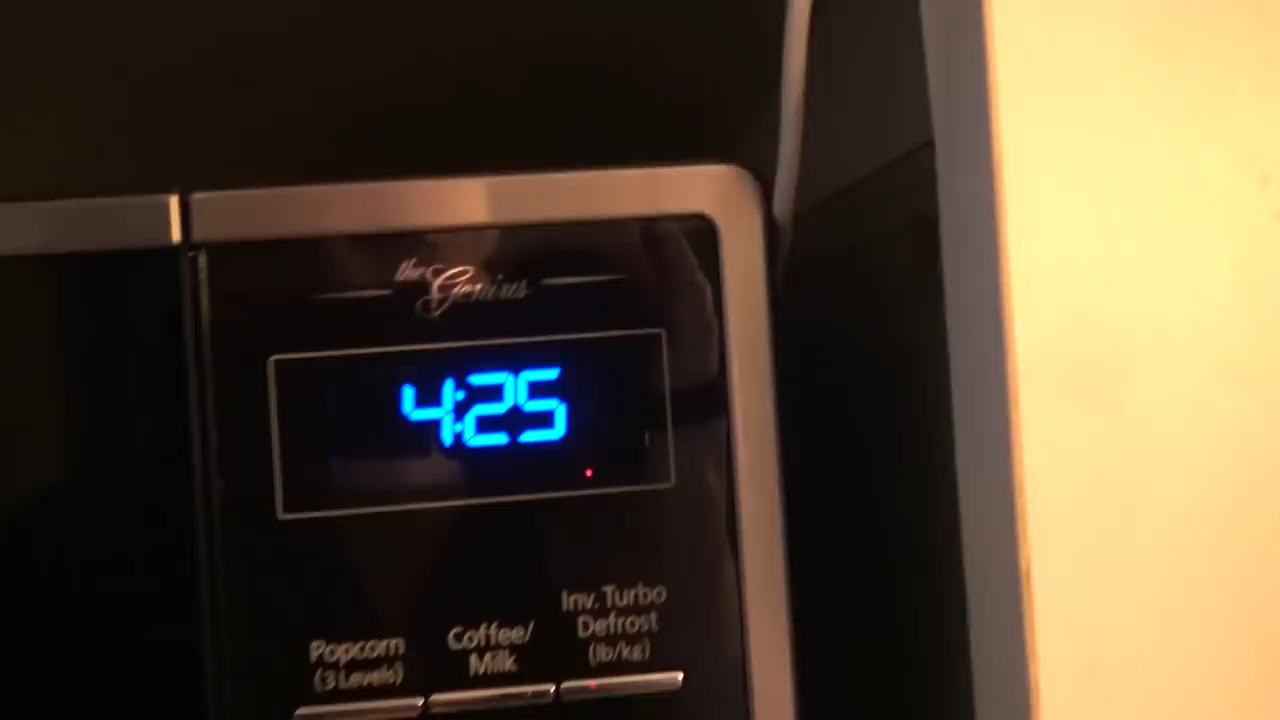 the Genius
4:25
Popcorn
(3 Levels)
Coffee/
Milk
Inv. Turbo
Defrost
(lb/kg)